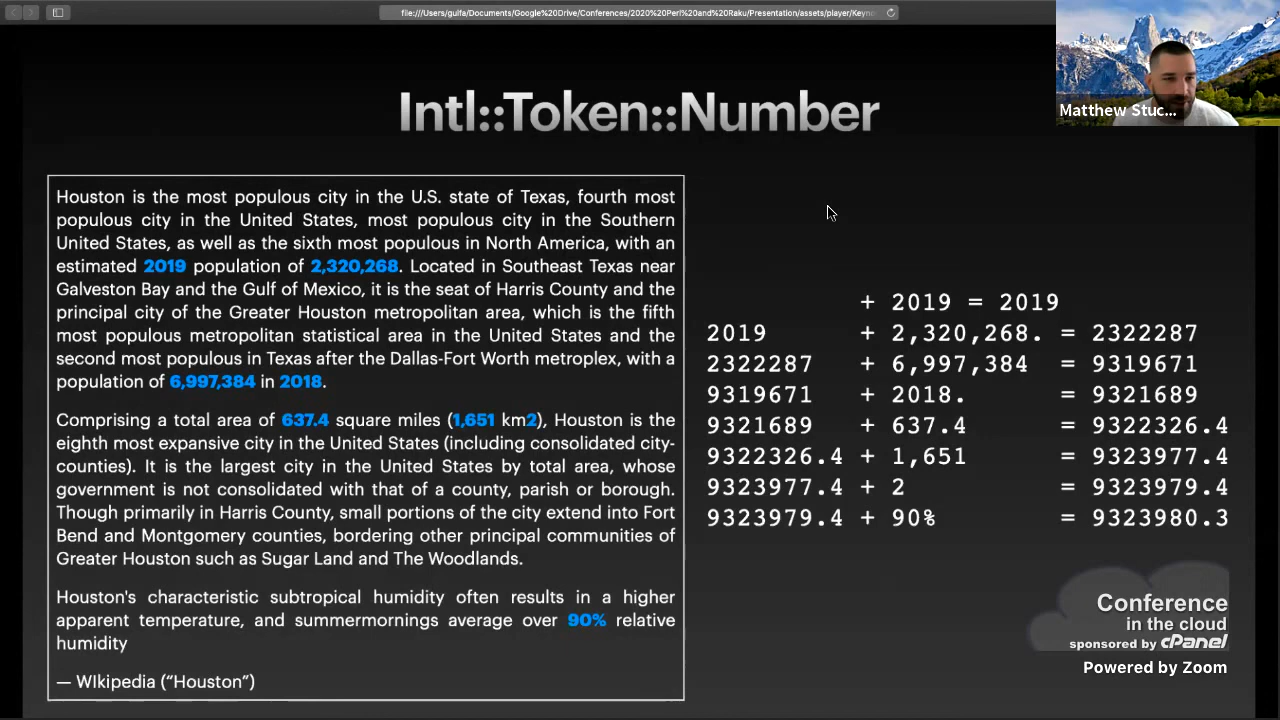 file:///Users/guifa/Documents/Google%20Drive/Conferences/2020%20Perl%20and%20Raku/Presentation/assets/player/Keyno
Matthew Stuc...
Intl::Token::Number
Houston is the most populous city in the U.S. state of Texas, fourth most
populous city in the United States, most populous city in the Southern
United States, as well as the sixth most populous in North America, with an
estimated 2019 population of 2,320,268. Located in Southeast Texas near
Galveston Bay and the Gulf of Mexico, it is the seat of Harris County and the
principal city of the Greater Houston metropolitan area, which is the fifth
most populous metropolitan statistical area in the United States and the
second most populous in Texas after the Dallas-Fort Worth metroplex, with a
population of 6,997,384 in 2018.
Comprising a total area of 637.4 square miles (1,651 km2), Houston is the
eighth most expansive city in the United States (including consolidated city-
counties). It is the largest city in the United States by total area, whose
government is not consolidated with that of a county, parish or borough.
Though primarily in Harris County, small portions of the city extend into Fort
Bend and Montgomery counties, bordering other principal communities of
Greater Houston such as Sugar Land and The Woodlands.
Houston's characteristic subtropical humidity often results in a higher
apparent temperature, and summermornings average over 90% relative
humidity
— WIkipedia (“Houston”)
+ 2019 = 2019
2019 + 2,320,268. = 2322287
2322287 + 6,997,384 = 9319671
9319671 + 2018. = 9321689
9321689 + 637.4 = 9322326.4
9322326.4 + 1,651 = 9323977.4
9323977.4 + 2 = 9323979.4
9323979.4 + 90% = 9323980.3
Conference
in the cloud
sponsored by cPanel
Powered by Zoom